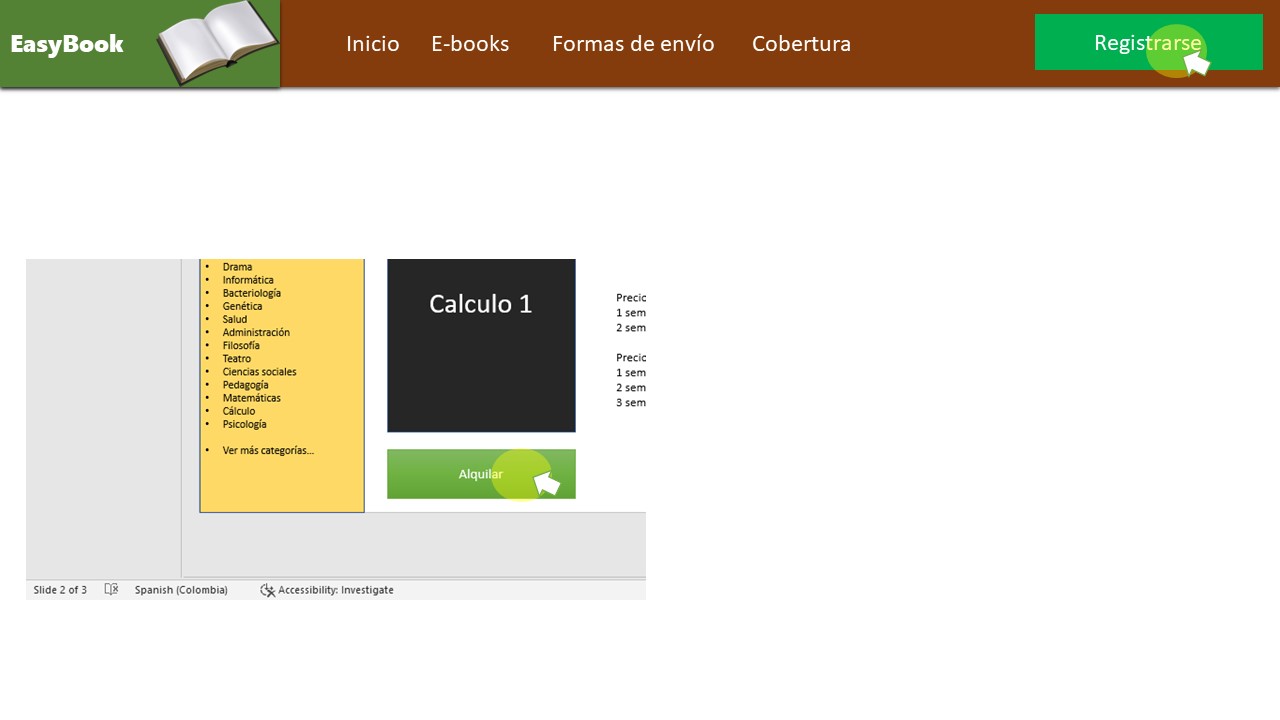 EasyBook
Inicio
E-books
Formas de envío
Cobertura
Registrarse
• Drama
• Informática
• Bacteriología
• Genética
• Salud
• Administración
• Filosofía
• Teatro
• Ciencias sociales
• Pedagogía
• Matemáticas
• Cálculo
• Psicología
• Ver más categorías...
Calculo 1
Alquilar
Precio
1 sem
2 sem
Precio
1 sem
2 sem
3 sem
Slide 2 of 3
Spanish (Colombia)
Accessibility: Investigate